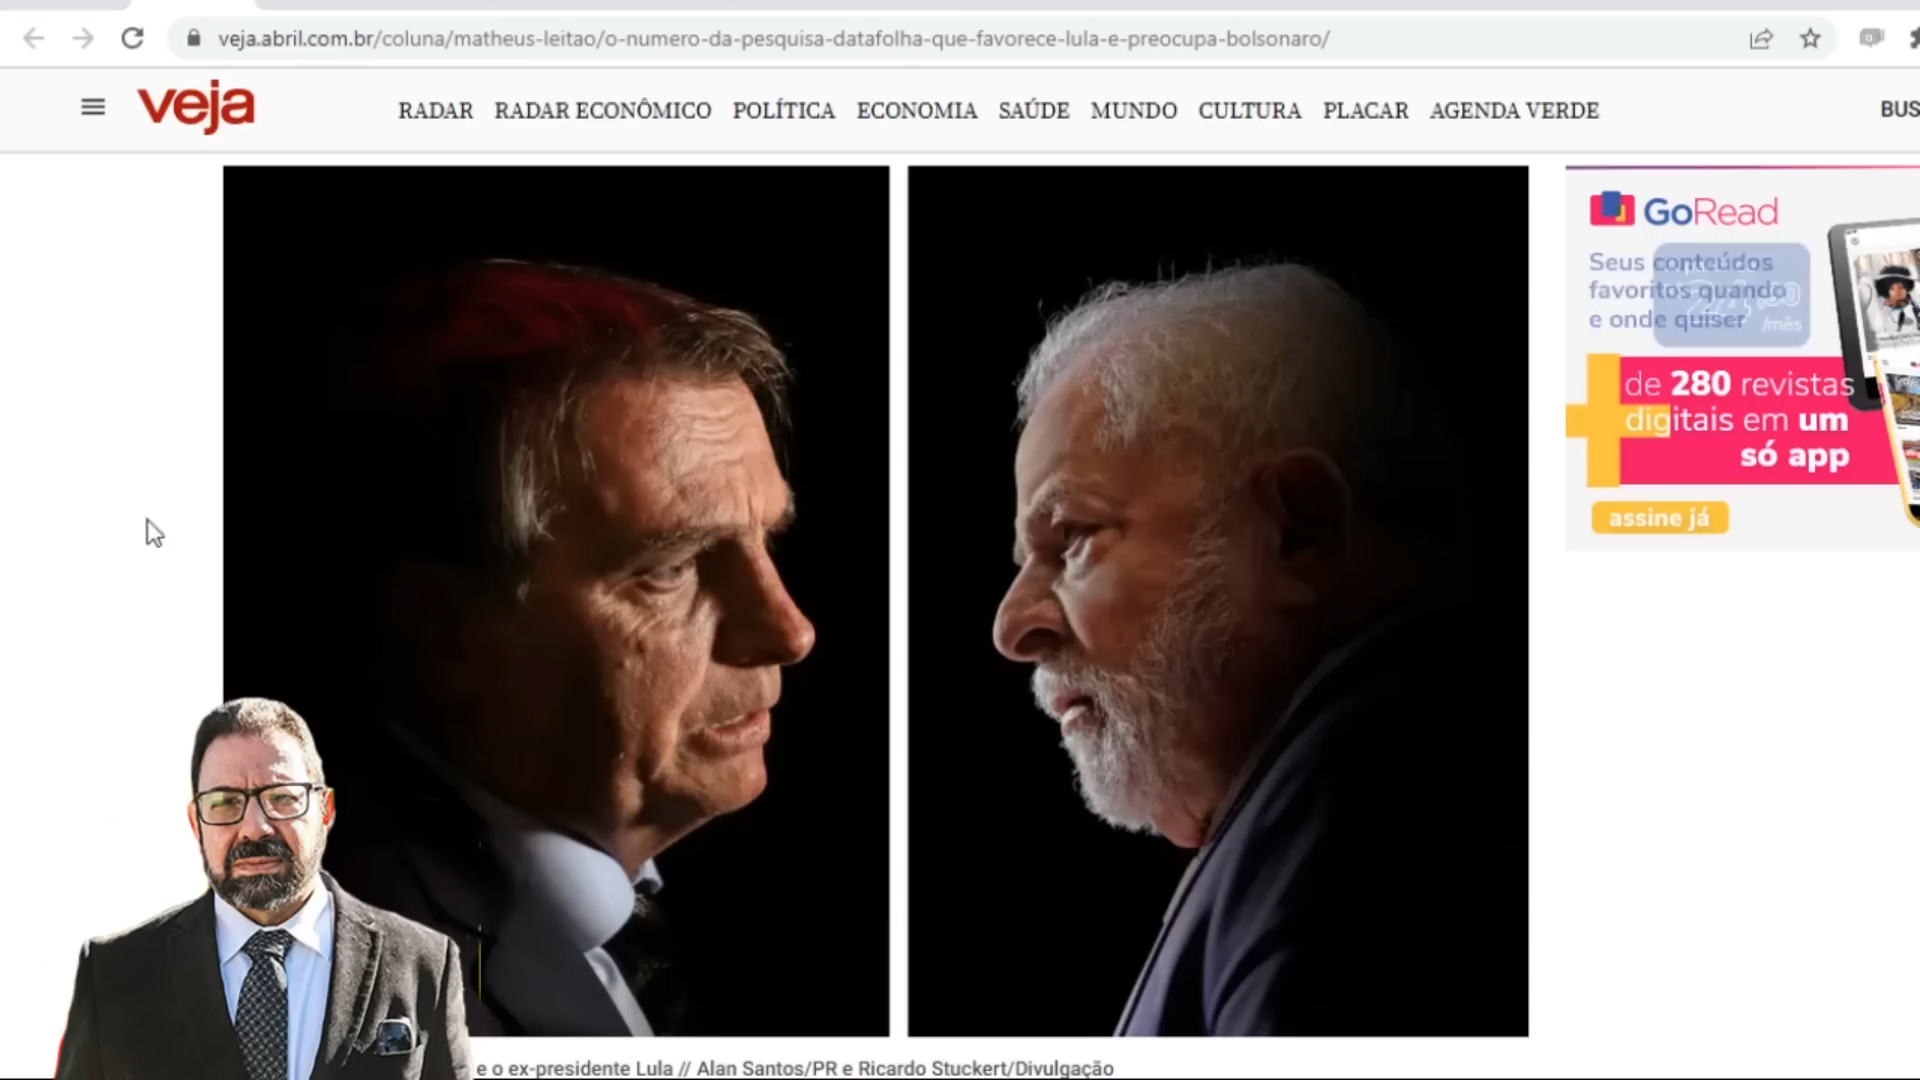 veja.abril.com.br/coluna/matheus-leitao/o-numero-da-pesquisa-datafolha-que-favorece-lula-e-preocupa-bolsonaro/
veja
RADAR RADAR ECONÔMICO POLÍTICA ECONOMIA SAÚDE MUNDO CULTURA PLACAR AGENDA VERDE
BUS
GoRead
Seus conteúdos
favoritos quando
e onde quiser
/mês
de 280 revistas
digitais em um
só app
assine já
e o ex-presidente Lula // Alan Santos/PR e Ricardo Stuckert/Divulgação